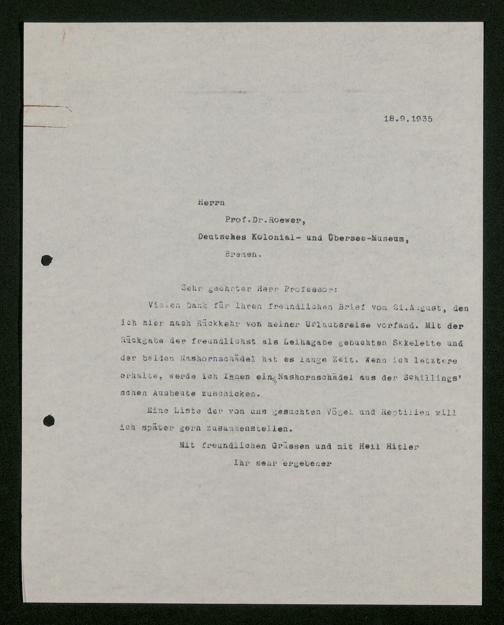 18.9.1935
Herrn
Prof.Dr.Roewer,
Deutsches Kolonial- und Übersee-Museum,
Bremen.
Sehr geehrter Herr Professor:
Vielen Dank für Ihren freundlichen Brief vom 21.August, den
ich hier nach Rückkehr von meiner Urlaubsreise vorfand. Mit der
Rückgabe der freundlichst als Leihagabe gebuchten Skelette und
der beiden Nashornschädel hat es lange Zeit. Wenn ich letztere
erhalte, werde ich Ihnen ein Nashornschädel aus der Schillings'
schen Ausbeute zuschicken.
Eine Liste der von uns gesuchten Vögel und Reptilien will
ich später gern zusammenstellen.
Mit freundlichen Grüssen und mit Heil Hitler
Ihr sehr ergebener